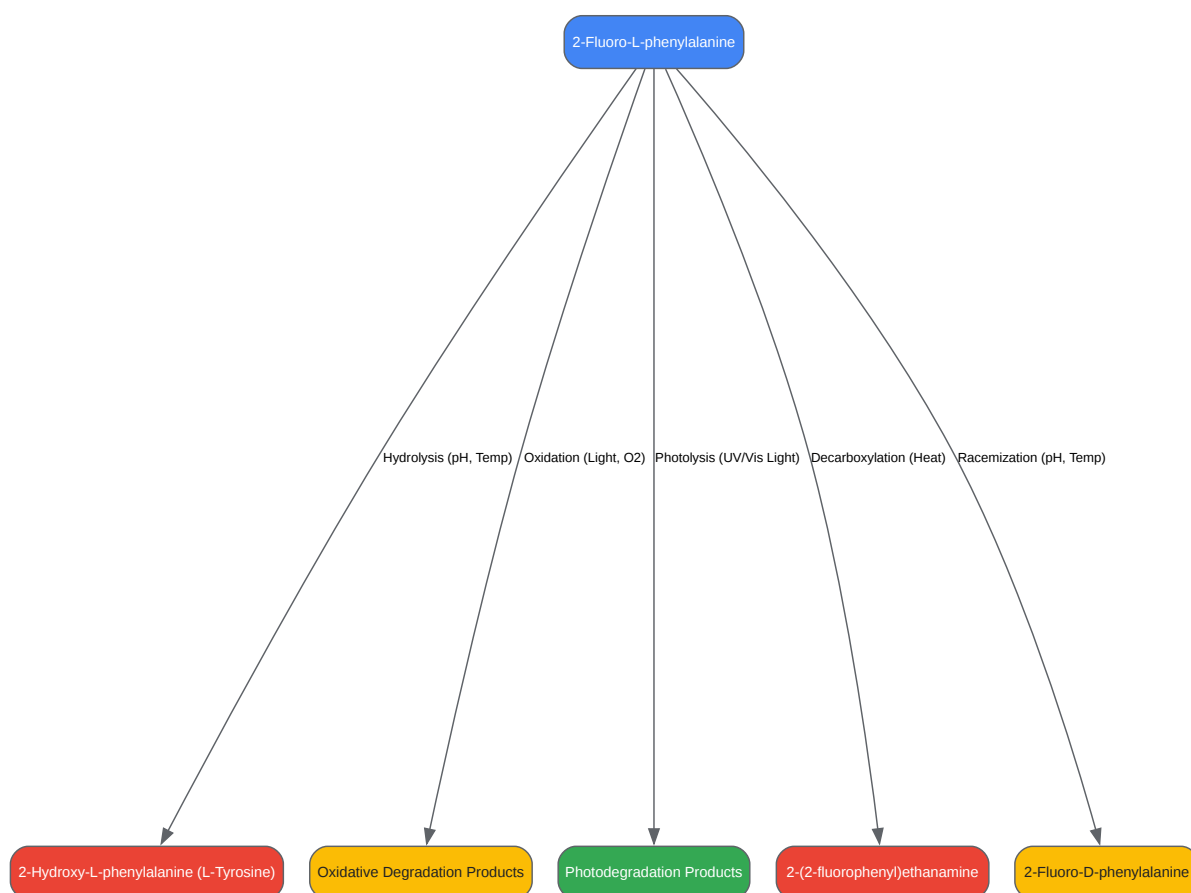 2-Fluoro-L-phenylalanine
Hydrolysis (pH, Temp)
Oxidation (Light, O2)
Photolysis (UV/Vis Light)
Decarboxylation (Heat)
Racemization (pH, Temp)
2-Hydroxy-L-phenylalanine (L-Tyrosine)
Oxidative Degradation Products
Photodegradation Products
2-(2-fluorophenyl)ethanamine
2-Fluoro-D-phenylalanine